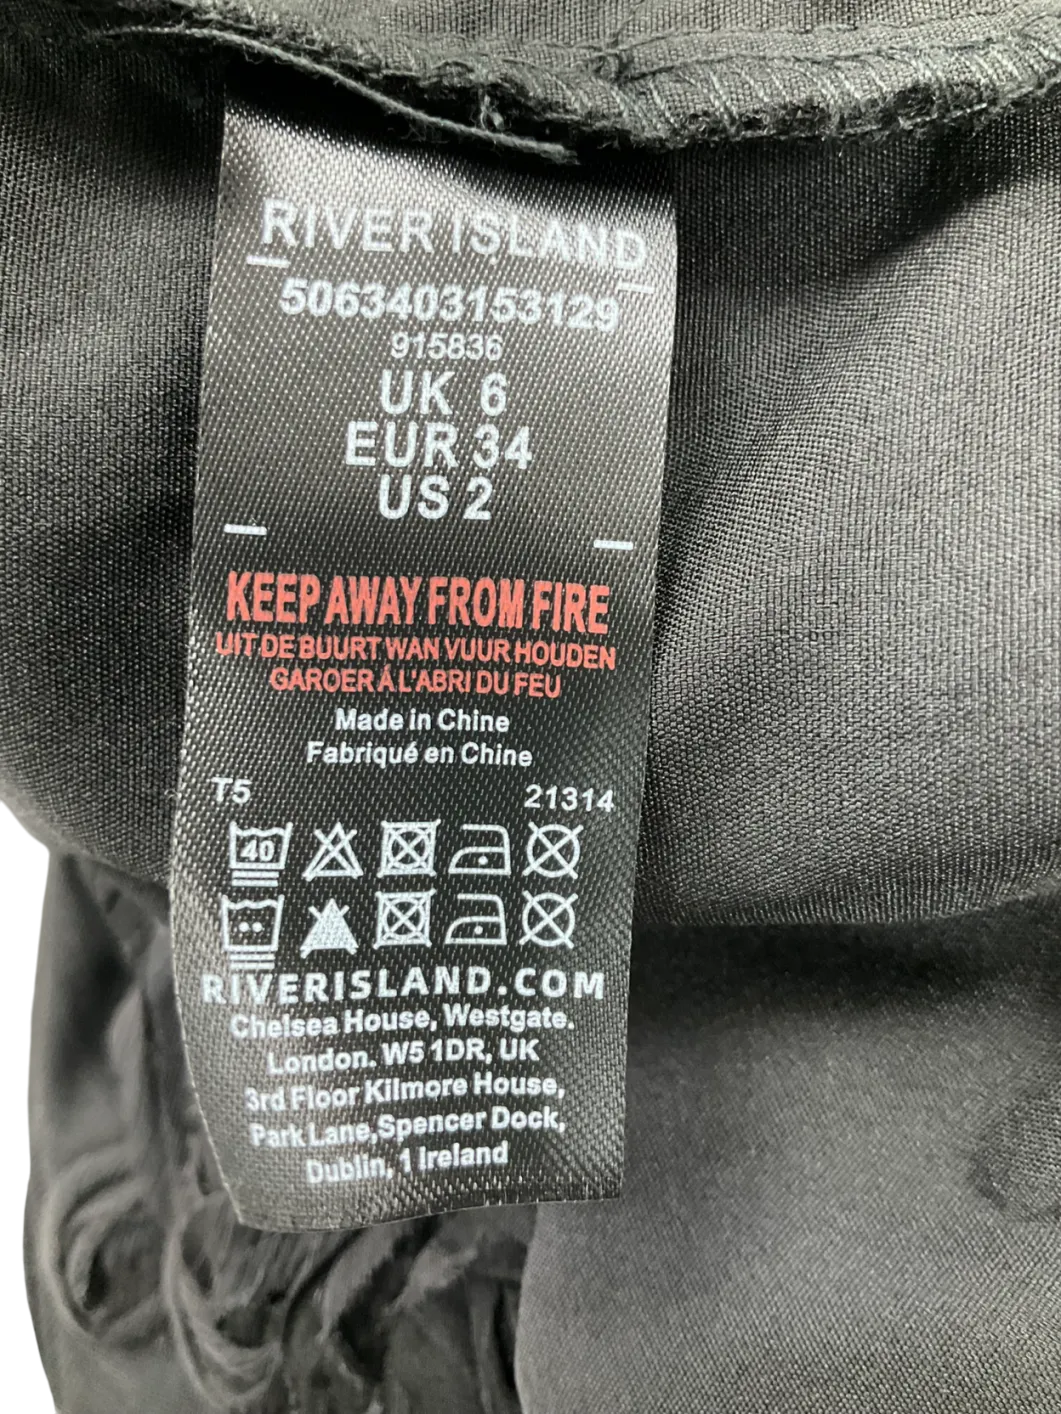 RIVER ISLAND
5063403153129
915836
UK 6
EUR 34
US 2
KEEP AWAY FROM FIRE
UIT DE BUURT WAN VUUR HOUDEN
GAROER Á L'ABRI DU FEU
Made in Chine
Fabriqué en Chine
T5 21314
40
RIVERISLAND.COM
Chelsea House, Westgate.
London. W5 1DR, UK
3rd Floor Kilmore House,
Park Lane,Spencer Dock,
Dublin, 1 Ireland